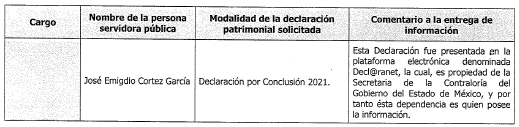 Cargo
Nombre de la persona
servidora pública
Modalidad de la declaración
patrimonial solicitada
Comentario a la entrega de
información
José Emigdio Cortez García
Declaración por Conclusión 2021.
Esta Declaración fue presentada en la
plataforma electrónica denominada
Decl@ranet, la cual, es propiedad de la
Secretaria de la Contraloría del
Gobierno del Estado de México, y por
tanto ésta dependencia es quien posee
la información.